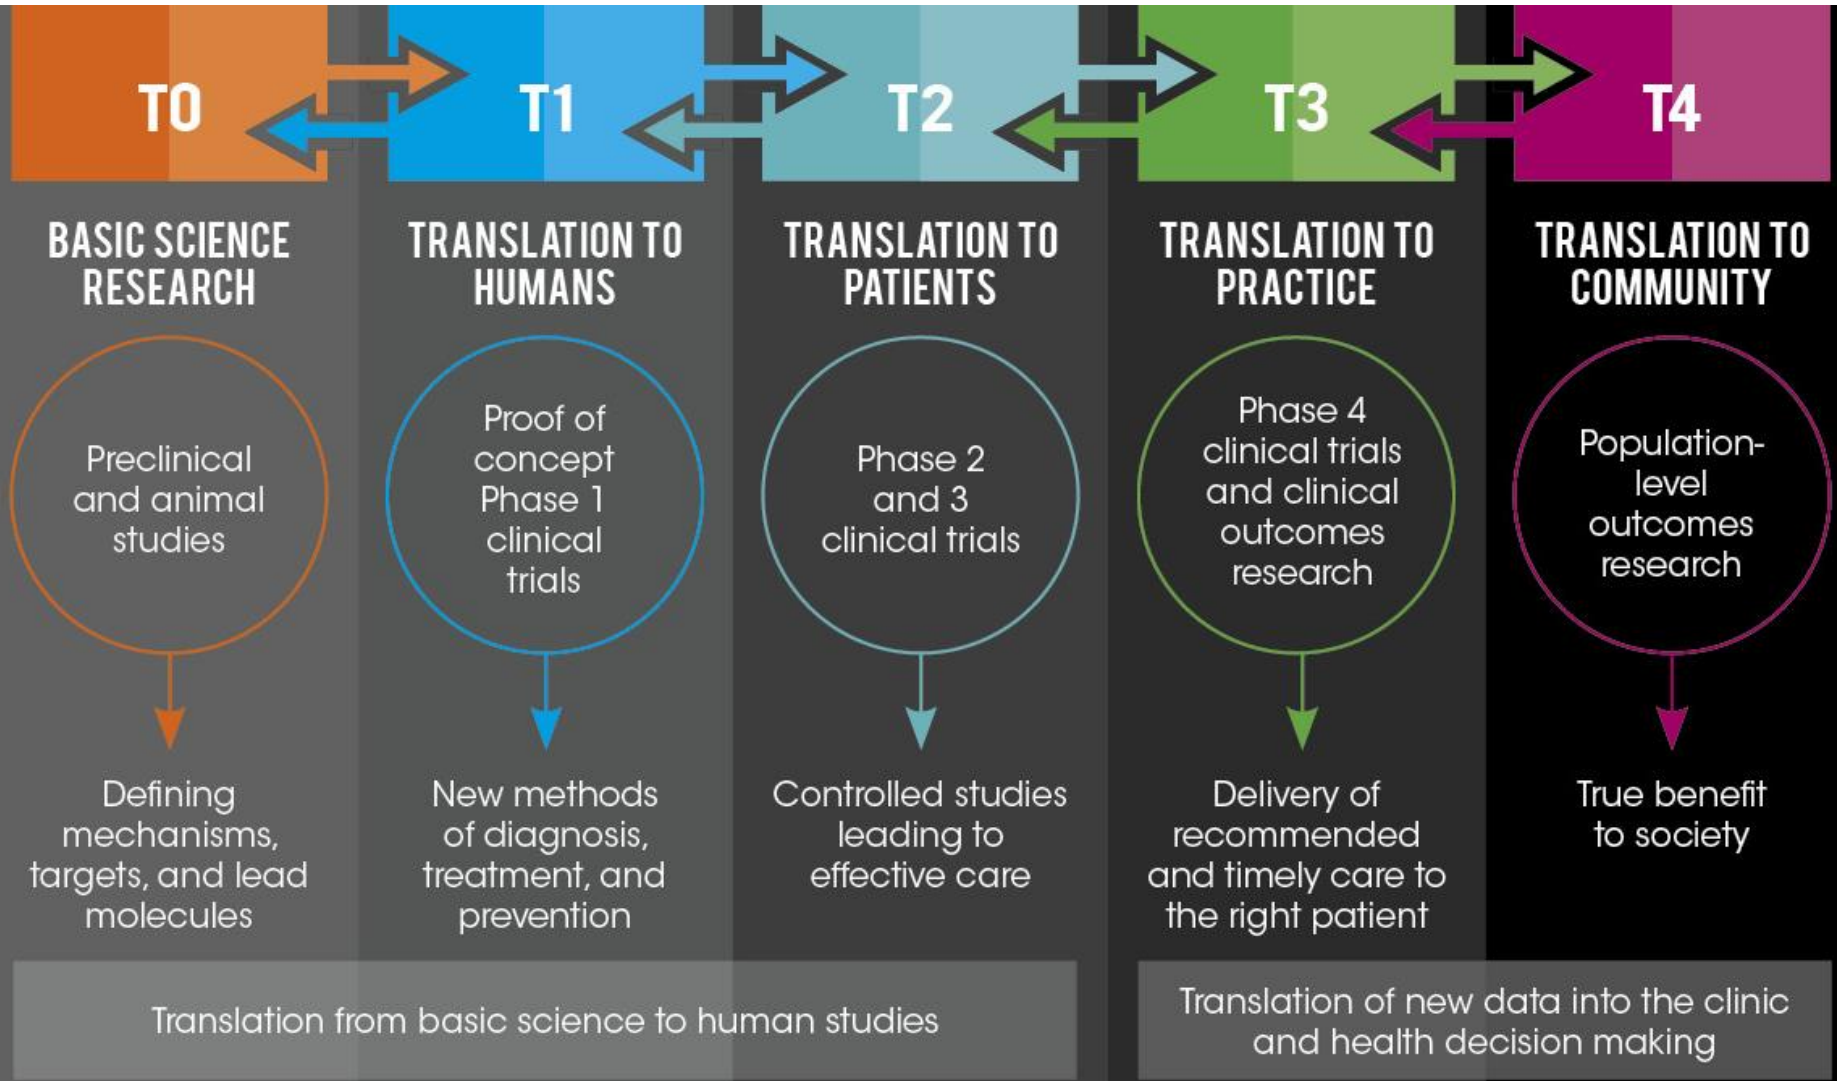 T0
T1
T2
T3
T4
BASIC SCIENCE
RESEARCH
TRANSLATION TO
HUMANS
TRANSLATION TO
PATIENTS
TRANSLATION TO
PRACTICE
TRANSLATION TO
COMMUNITY
Preclinical
and animal
studies
Proof of
concept
Phase 1
clinical
trials
Phase 2
and 3
clinical trials
Phase 4
clinical trials
and clinical
outcomes
research
Population-
level
outcomes
research
Defining
mechanisms,
targets, and lead
molecules
New methods
of diagnosis,
treatment, and
prevention
Controlled studies
leading to
effective care
Delivery of
recommended
and timely care to
the right patient
True benefit
to society
Translation from basic science to human studies
Translation of new data into the clinic
and health decision making